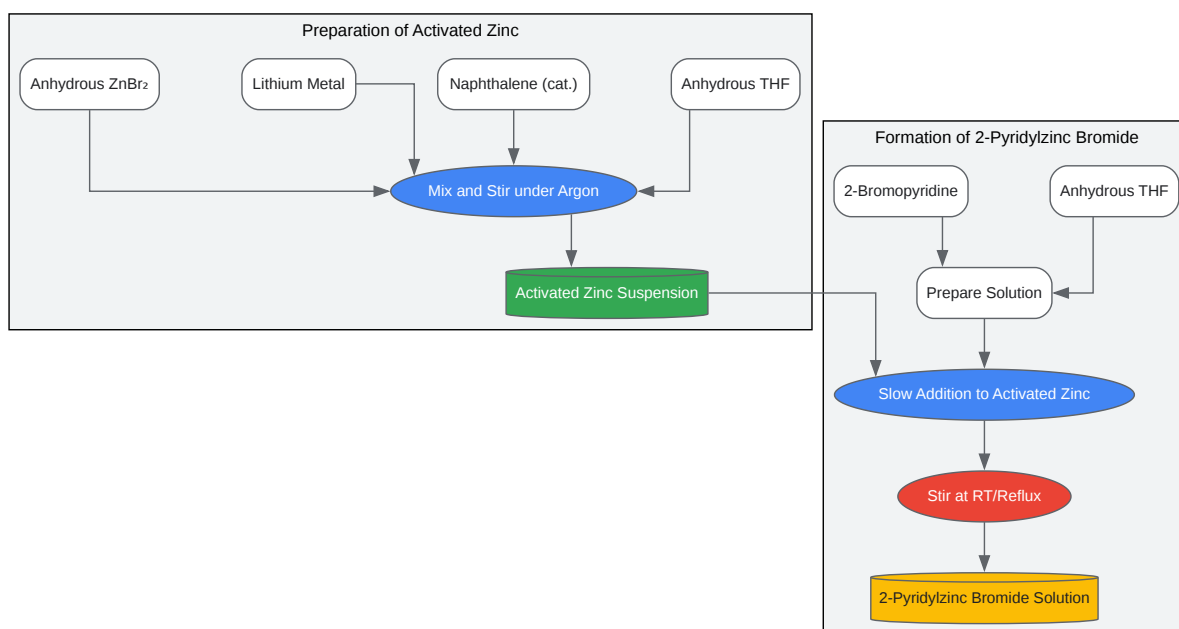 Preparation of Activated Zinc
Anhydrous ZnBr₂
Lithium Metal
Naphthalene (cat.)
Anhydrous THF
Mix and Stir under Argon
Activated Zinc Suspension
Formation of 2-Pyridylzinc Bromide
2-Bromopyridine
Anhydrous THF
Prepare Solution
Slow Addition to Activated Zinc
Stir at RT/Reflux
2-Pyridylzinc Bromide Solution